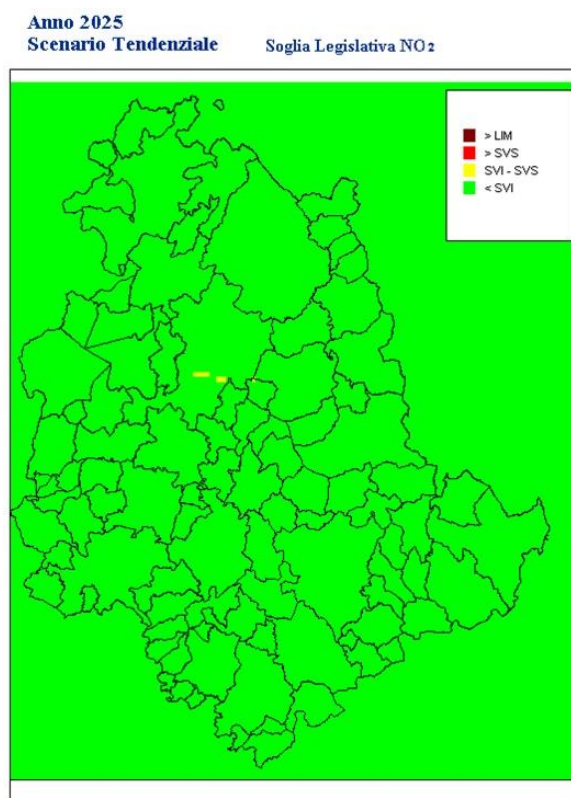 Anno 2025
Scenario Tendenziale Soglia Legislativa NO2
> LIM
> SVS
SVI - SVS
< SVI